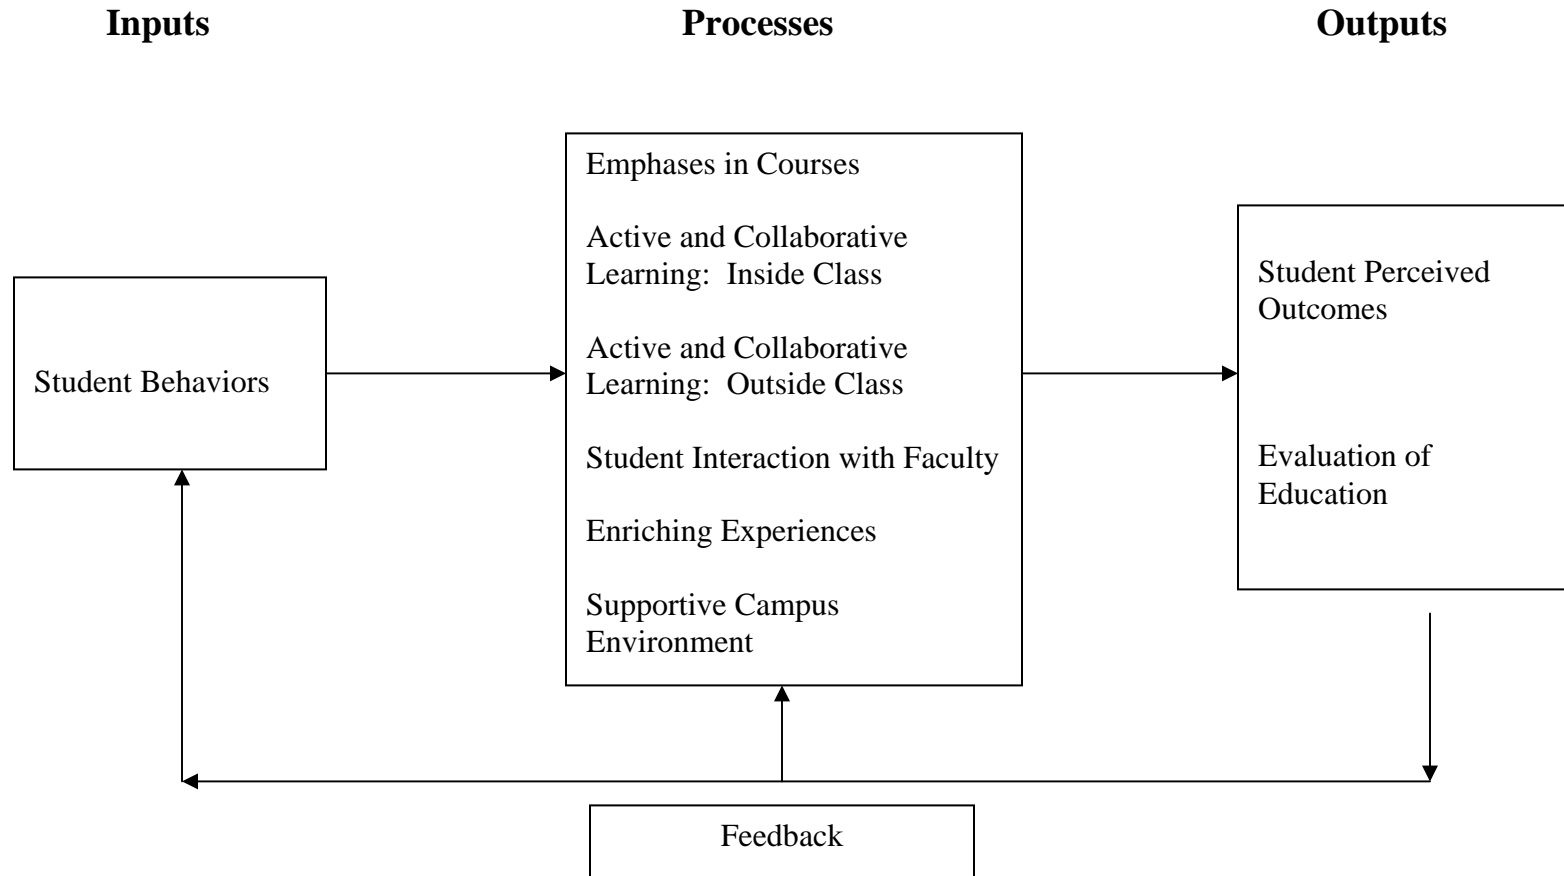 Inputs
Processes
Outputs
Student Behaviors
Emphases in Courses
Active and Collaborative
Learning:  Inside Class
Active and Collaborative
Learning:  Outside Class
Student Interaction with Faculty
Enriching Experiences
Supportive Campus
Environment
Student Perceived
Outcomes
Evaluation of
Education
Feedback